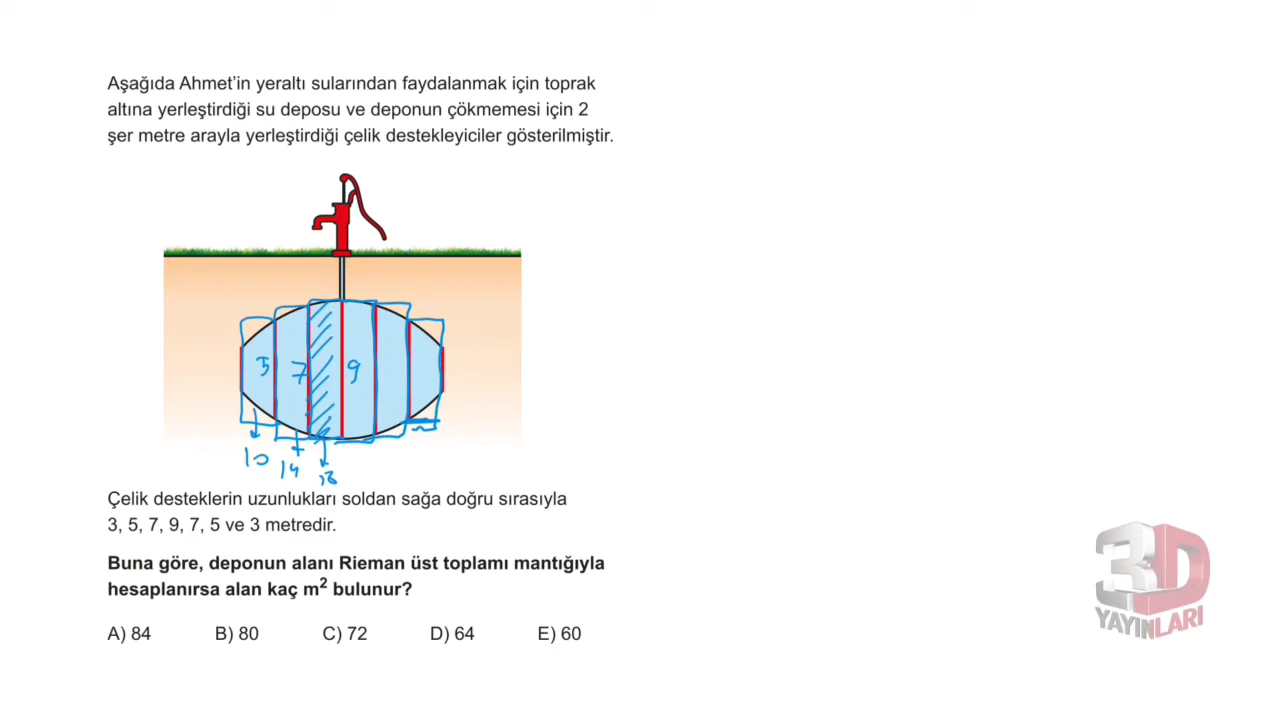 Aşağıda Ahmet'in yeraltı sularından faydalanmak için toprak
altına yerleştirdiği su deposu ve deponun çökmemesi için 2
şer metre arayla yerleştirdiği çelik destekleyiciler gösterilmiştir.
5 7 9
10
14
18
Çelik desteklerin uzunlukları soldan sağa doğru sırasıyla
3, 5, 7, 9, 7, 5 ve 3 metredir.
Buna göre, deponun alanı Rieman üst toplamı mantığıyla
hesaplanırsa alan kaç m² bulunur?
A) 84 B) 80 C) 72 D) 64 E) 60
3D
YAYINLARI